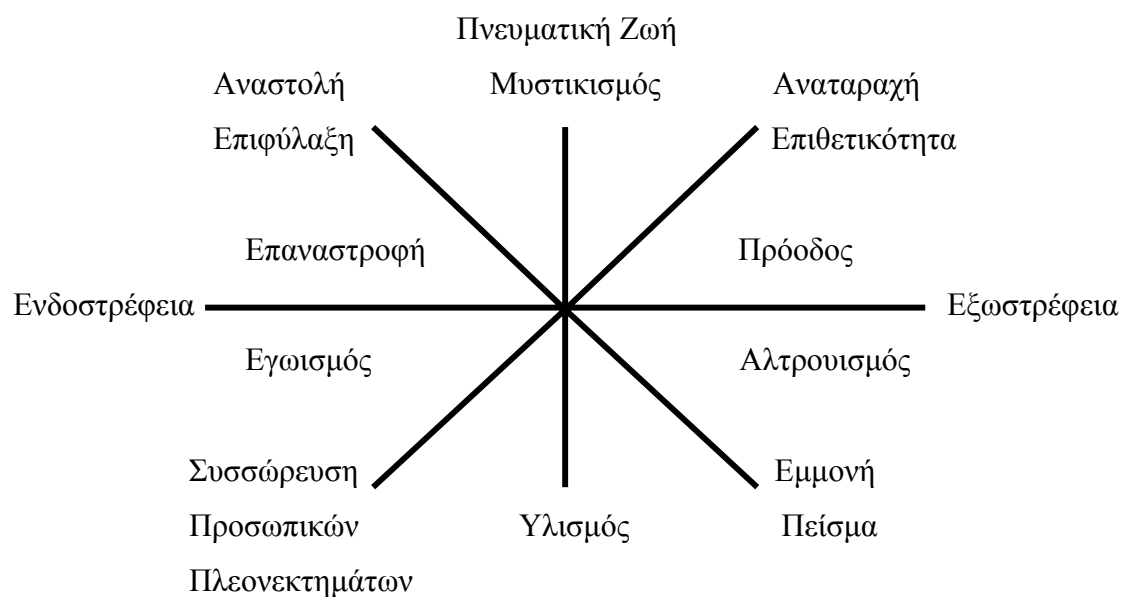 Πνευματική Ζωή
Αναστολή Μυστικισμός Αναταραχή
Επιφύλαξη Επιθετικότητα
Επαναστροφή Πρόοδος
Ενδοστρέφεια Εξωστρέφεια
Εγωισμός Αλτρουισμός
Συσσώρευση Εμμονή
Προσωπικών Υλισμός Πείσμα
Πλεονεκτημάτων